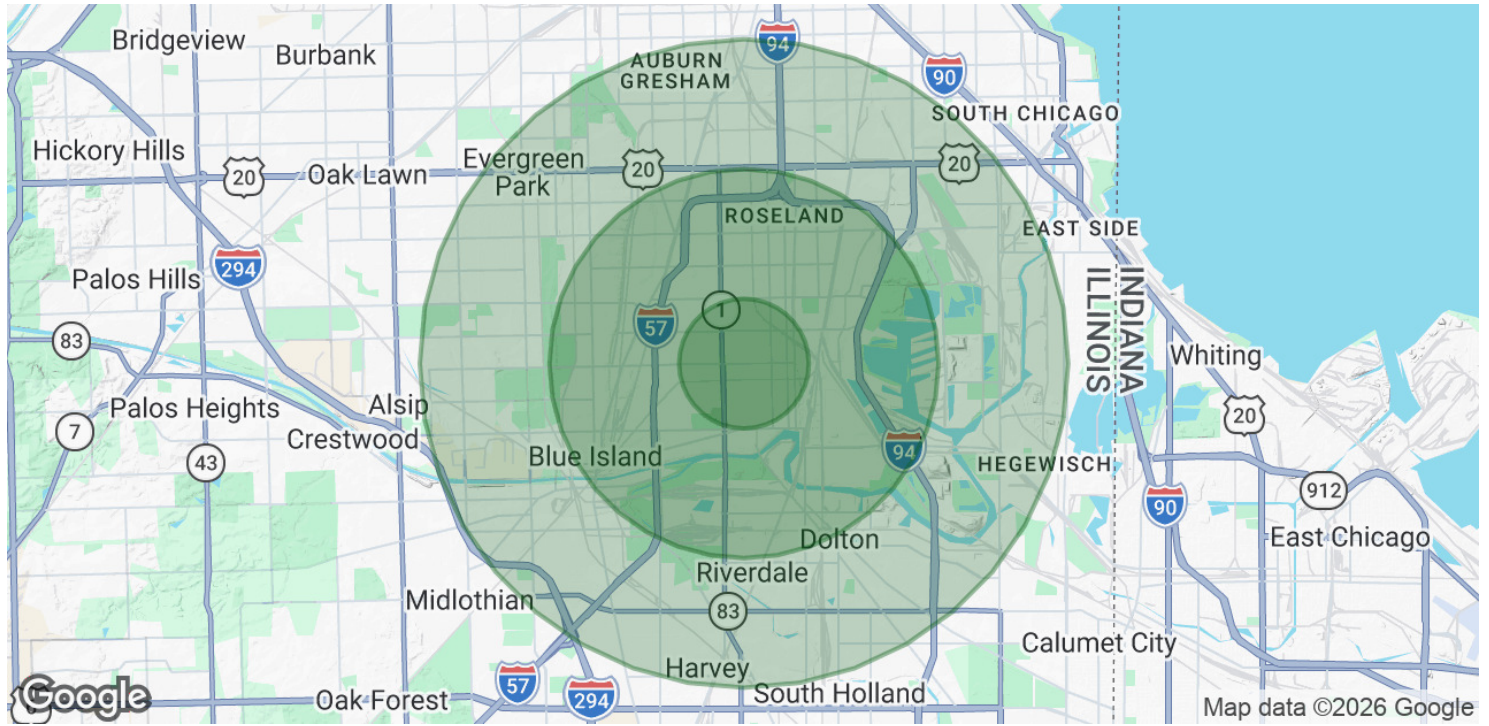 Bridgeview
Burbank
AUBURN
GRESHAM
94
90
SOUTH CHICAGO
Hickory Hills
20
Oak Lawn
Evergreen
Park
20
20
ROSELAND
EAST SIDE
294
Palos Hills
INDIANA
ILLINOIS
1
57
83
Whiting
Palos Heights
Alsip
7
Crestwood
20
43
Blue Island
94
HEGEWISCH
90
912
Dolton
East Chicago
Riverdale
Midlothian
83
Calumet City
Harvey
57
294
Oak Forest
South Holland
Google
Map data ©2026 Google